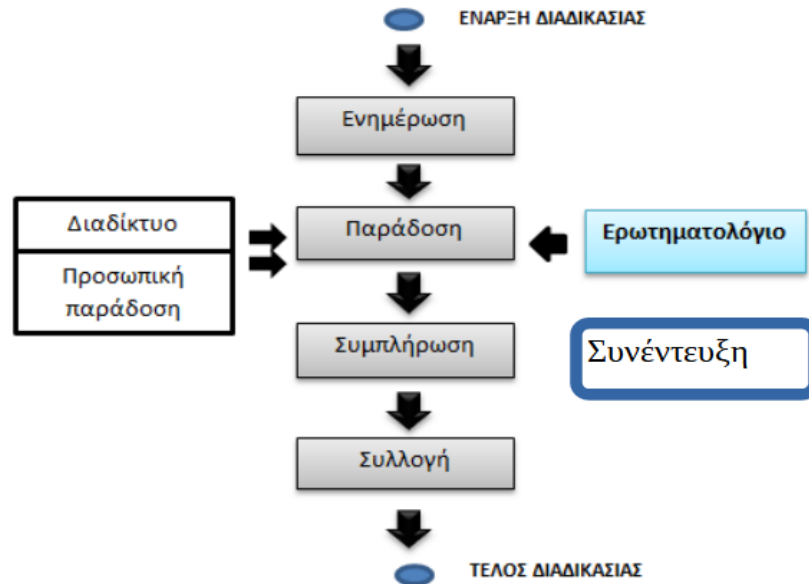 ΕΝΑΡΞΗ ΔΙΑΔΙΚΑΣΙΑΣ
Ενημέρωση
Διαδίκτυο
Προσωπική
παράδοση
Παράδοση
Ερωτηματολόγιο
Συμπλήρωση
Συνέντευξη
Συλλογή
ΤΕΛΟΣ ΔΙΑΔΙΚΑΣΙΑΣ